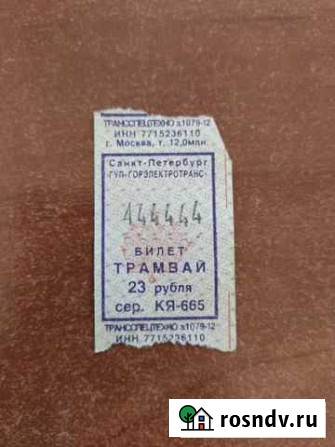 ТРАНССПЕЦТЕХНО з1079-12
ИНН 7715236110
г. Москва, т. 12,0млн.
Санкт-Петербург
ГУП-ГОРЭЛЕКТРОТРАНС-
144444
БИЛЕТ
ТРАМВАЙ
23 рубля
сер. КЯ-665
ТРАНССПЕЦТЕХНО з1079-12
ИНН 7715236110
rosndv.ru